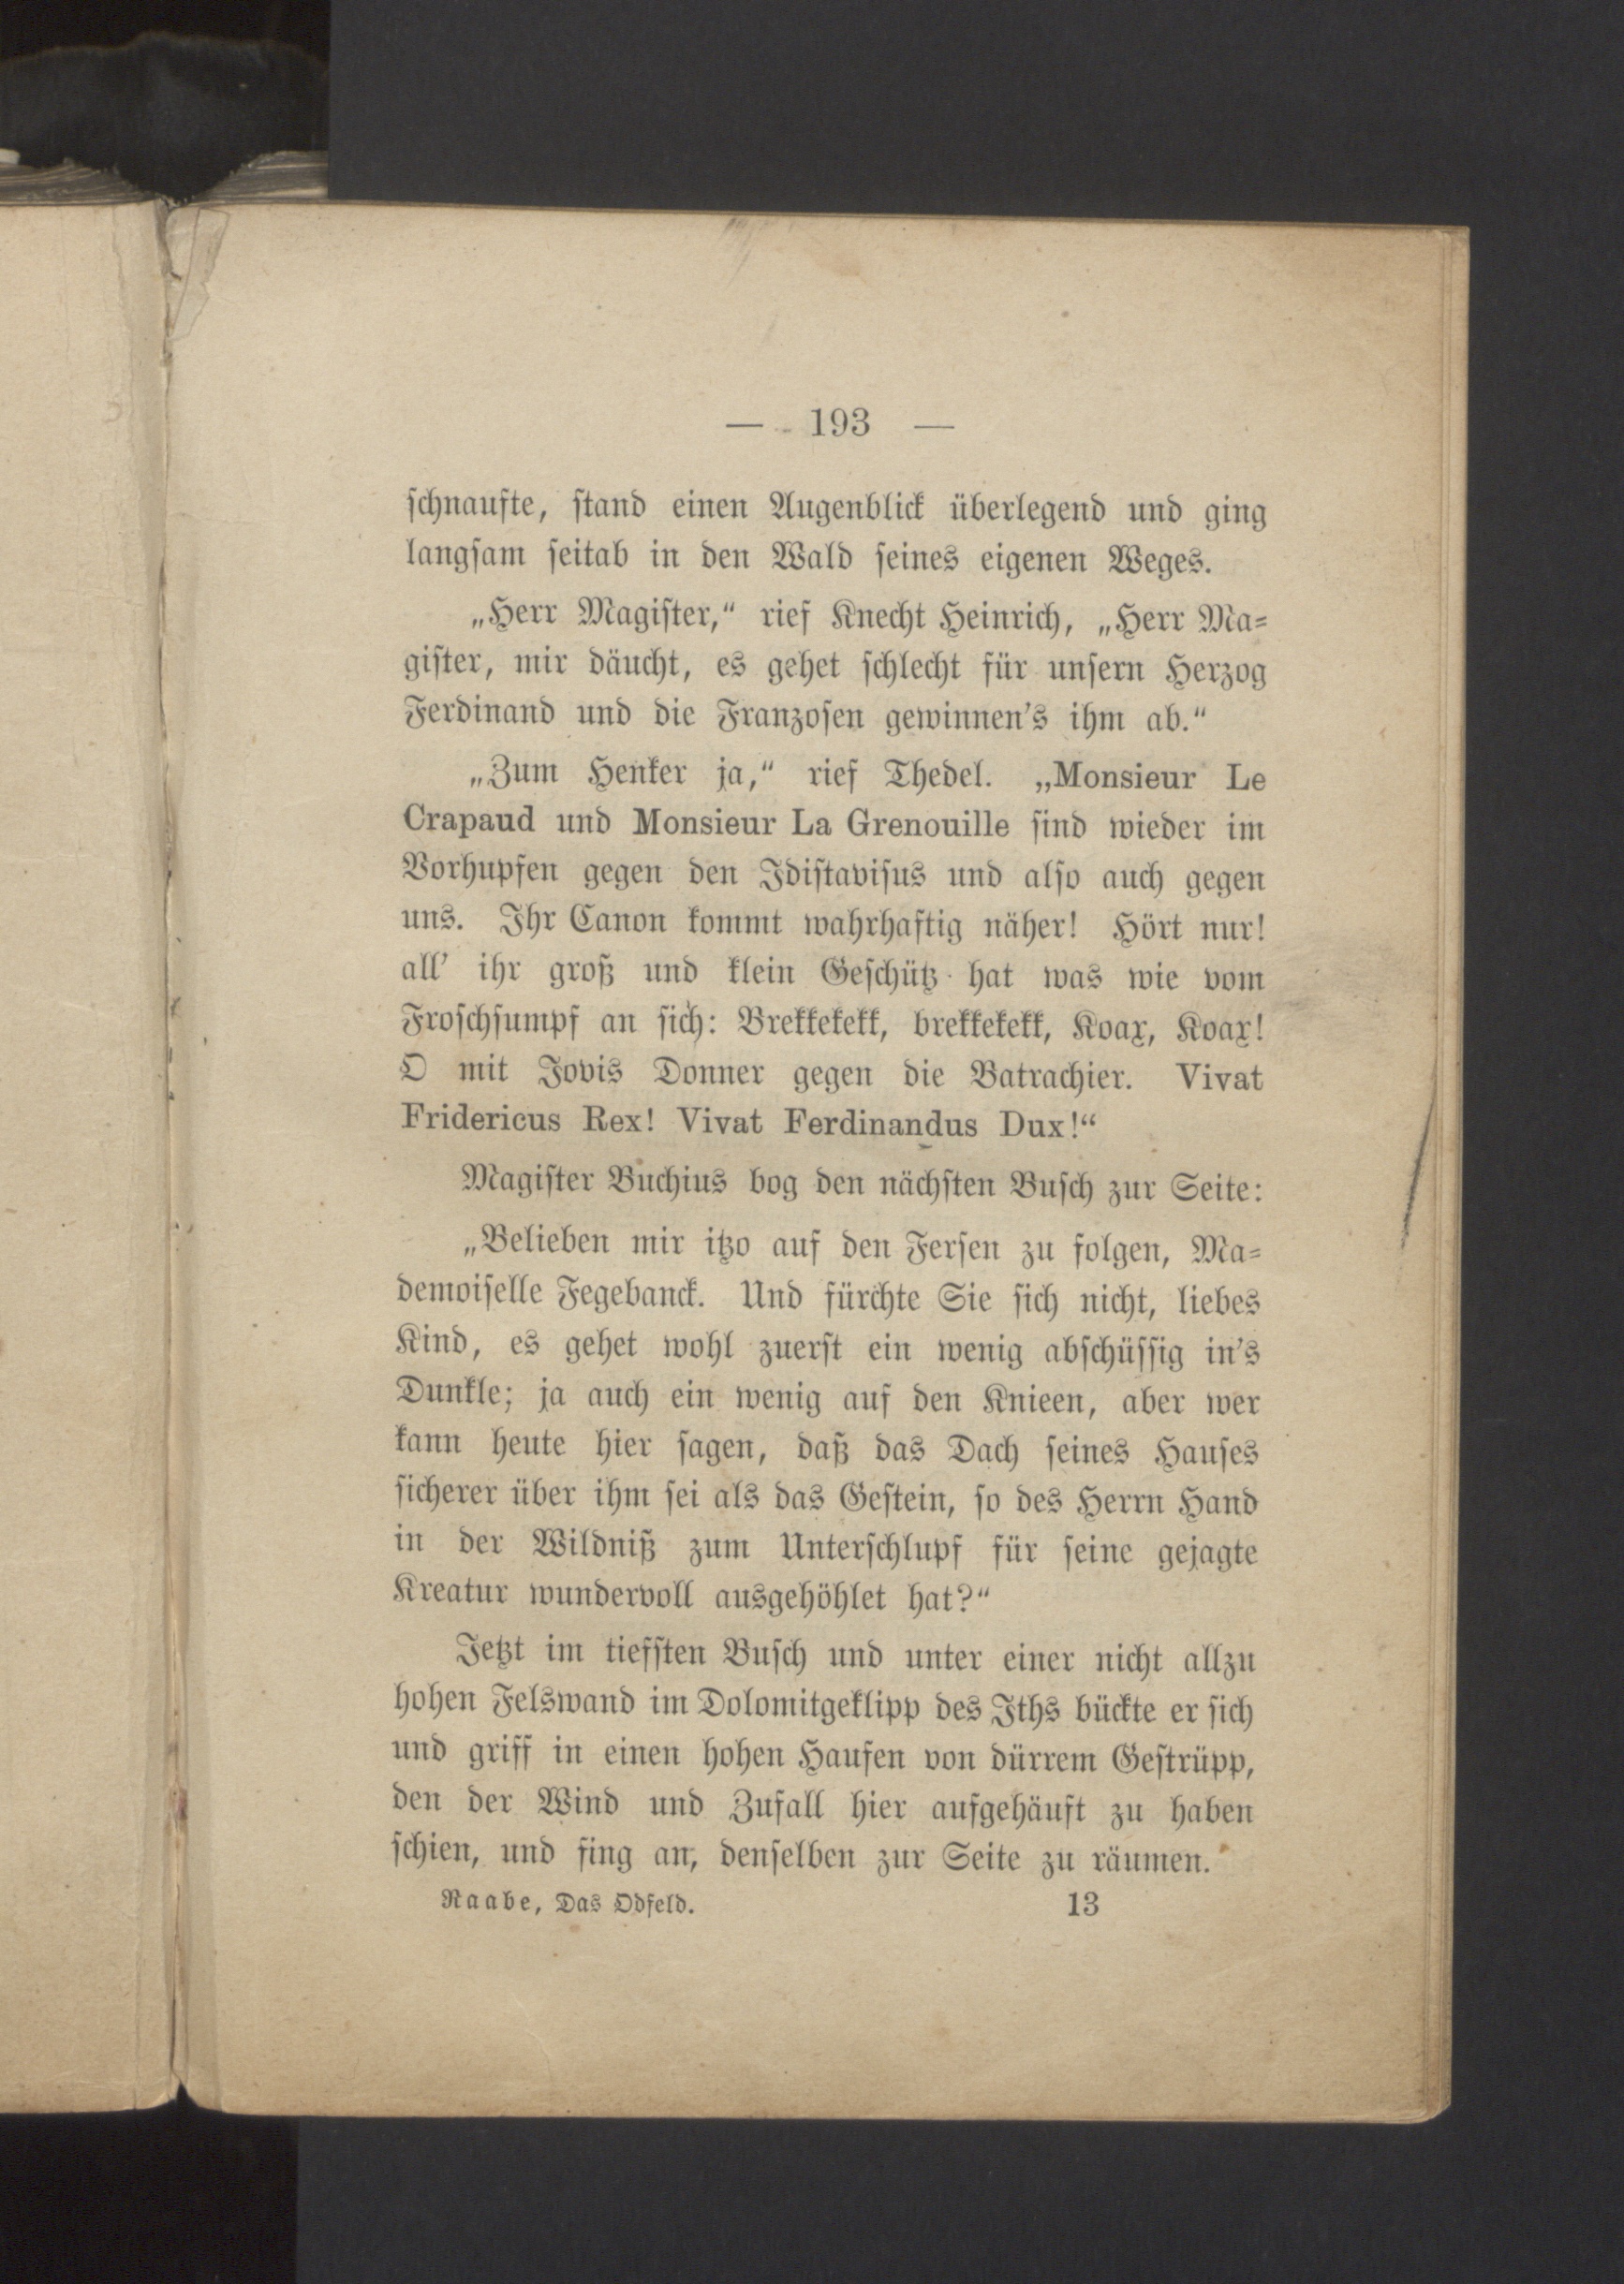 — 193 —
schnaufte, stand einen Augenblick überlegend und ging
langsam seitab in den Wald seines eigenen Weges.
„Herr Magister,“ rief Knecht Heinrich, „Herr Ma-
gister, mir däucht, es gehet schlecht für unsern Herzog
Ferdinand und die Franzosen gewinnen's ihm ab.“
„Zum Henker ja,“ rief Thedel. „Monsieur Le
Crapaud und Monsieur La Grenouille sind wieder im
Vorhupfen gegen den Idistavisus und also auch gegen
uns. Ihr Canon kommt wahrhaftig näher! Hört nur!
all' ihr groß und klein Geschütz hat was wie vom
Froschsumpf an sich: Brekkekekk, brekkekekk, Koax, Koax!
O mit Jovis Donner gegen die Batrachier. Vivat
Fridericus Rex! Vivat Ferdinandus Dux!“
Magister Buchius bog den nächsten Busch zur Seite:
„Belieben mir itzo auf den Fersen zu folgen, Ma-
demoiselle Fegebanck. Und fürchte Sie sich nicht, liebes
Kind, es gehet wohl zuerst ein wenig abschüssig in's
Dunkle; ja auch ein wenig auf den Knieen, aber wer
kann heute hier sagen, daß das Dach seines Hauses
sicherer über ihm sei als das Gestein, so des Herrn Hand
in der Wildniß zum Unterschlupf für seine gejagte
Kreatur wundervoll ausgehöhlet hat?“
Jetzt im tiefsten Busch und unter einer nicht allzu
hohen Felswand im Dolomitgeklipp des Iths bückte er sich
und griff in einen hohen Haufen von dürrem Gestrüpp,
den der Wind und Zufall hier aufgehäuft zu haben
schien, und fing an, denselben zur Seite zu räumen.
Raabe, Das Odfeld. 13